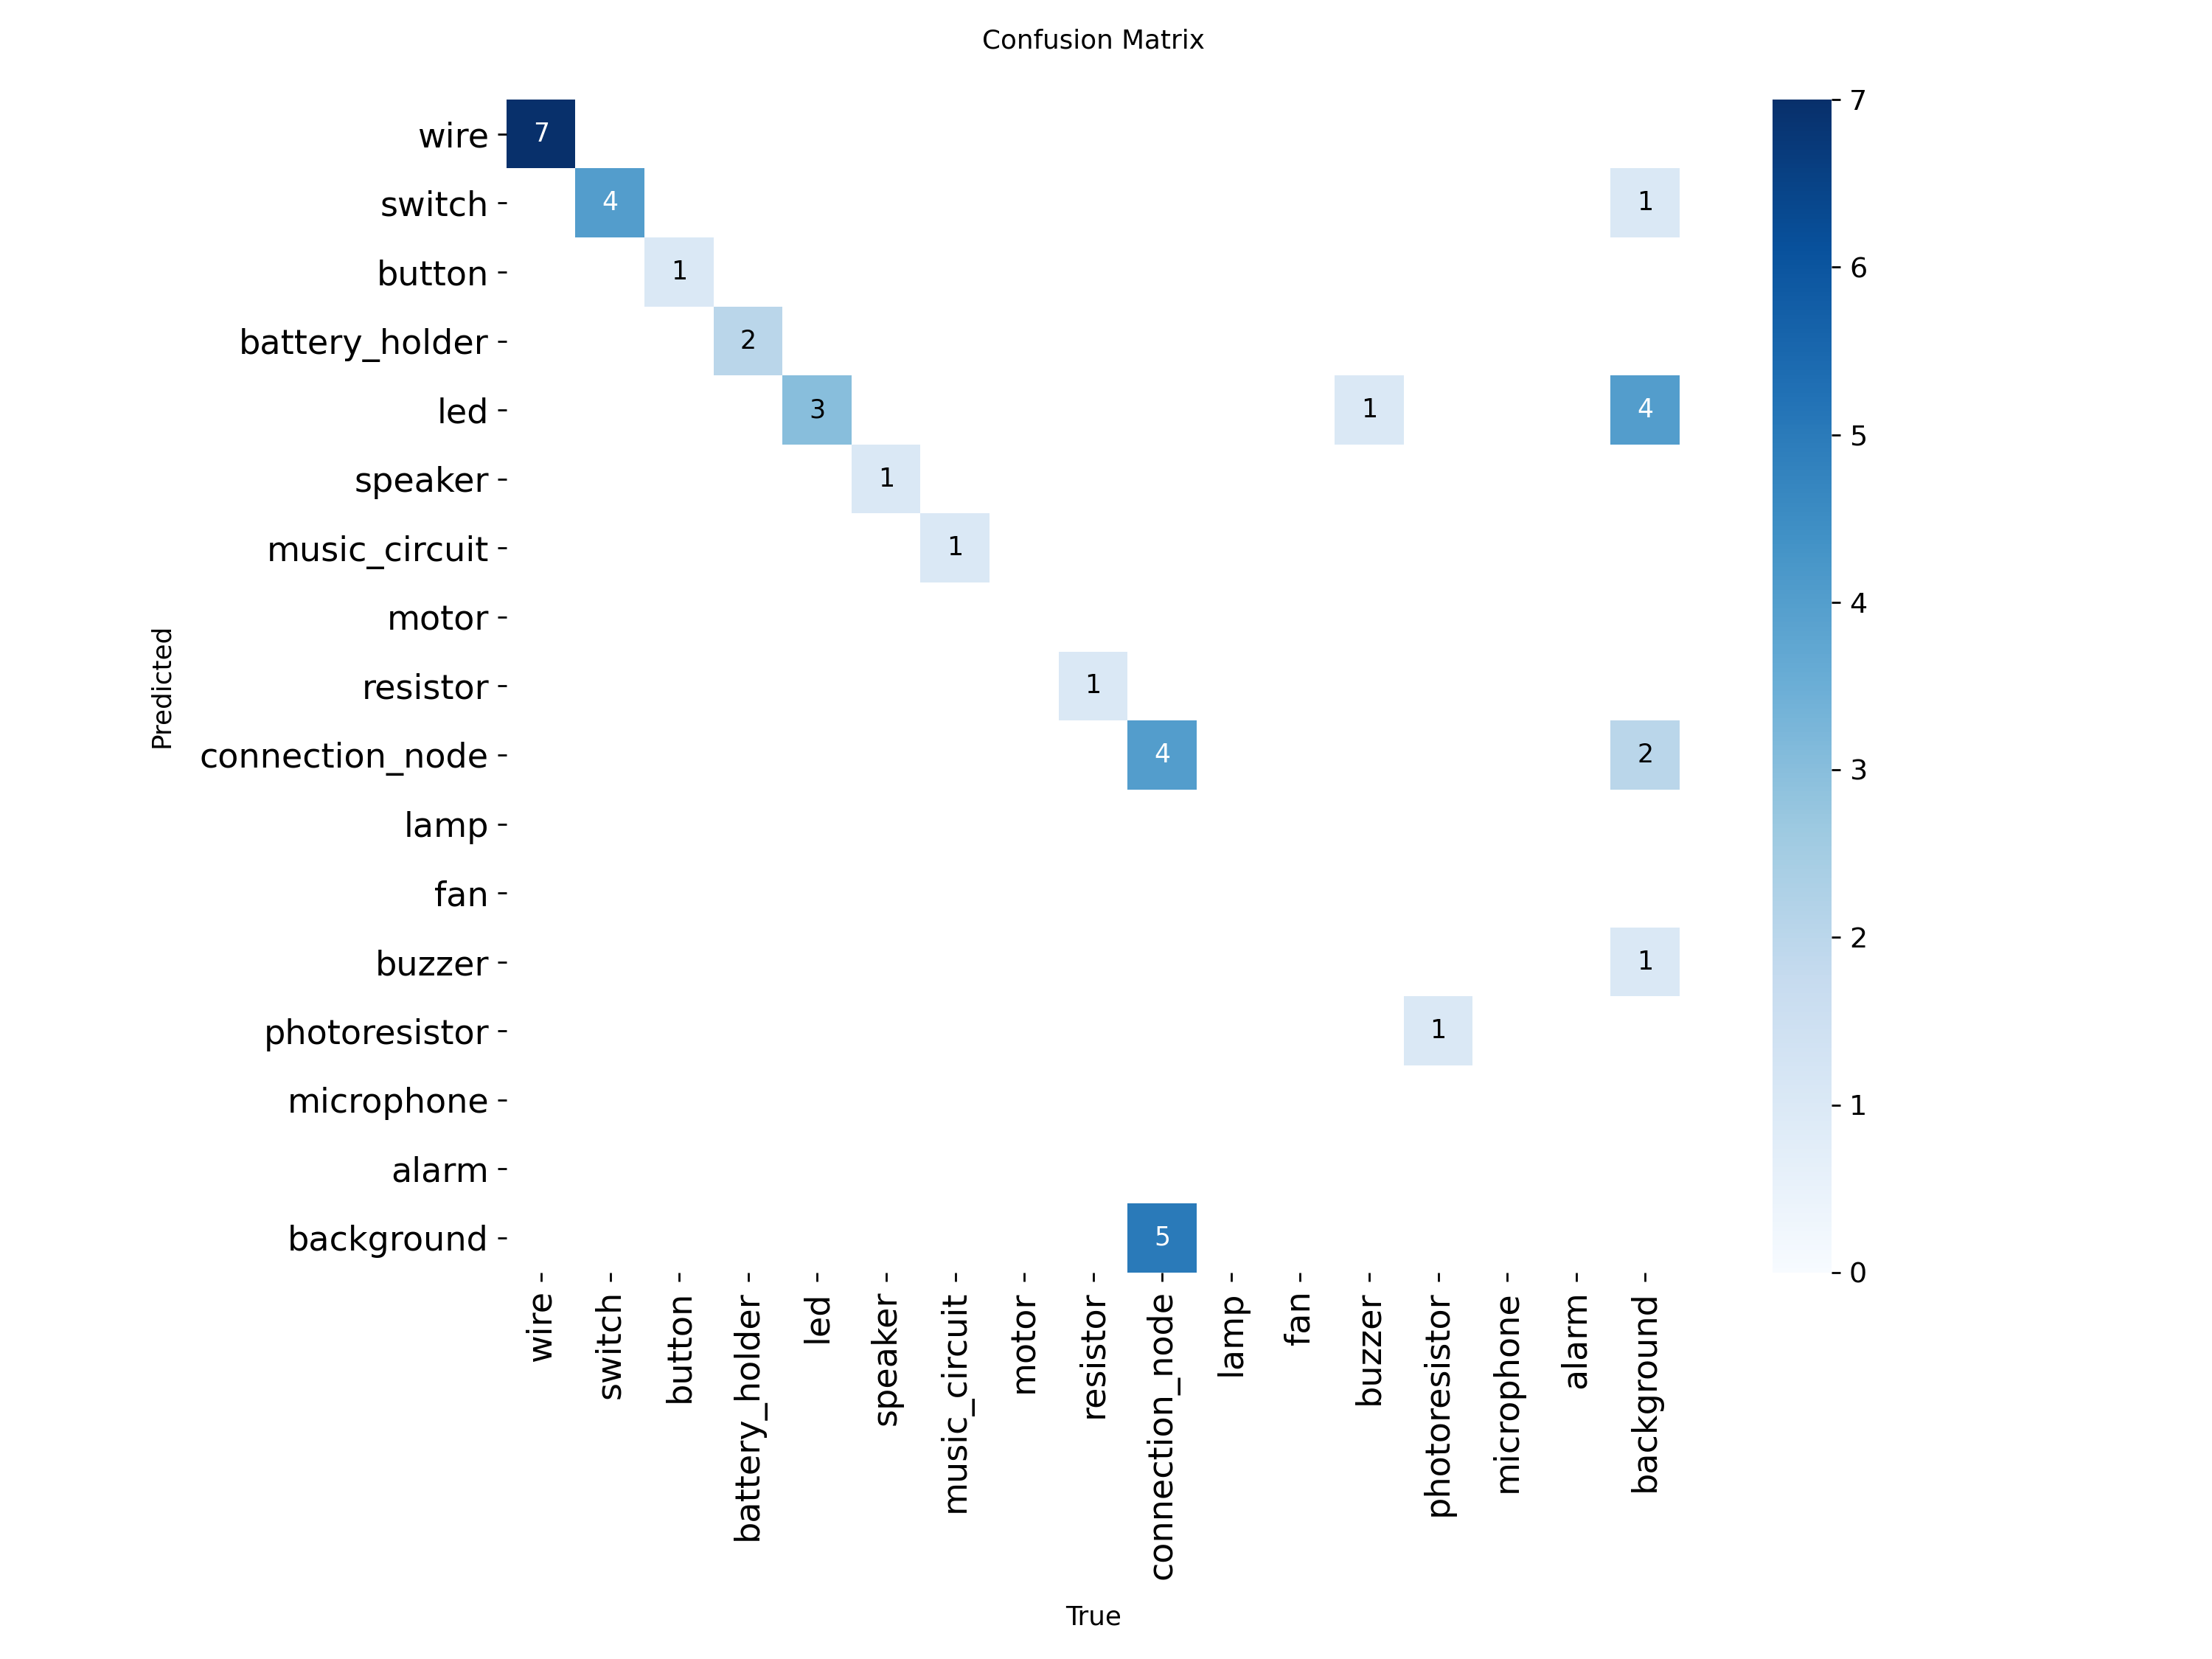 Confusion Matrix
Predicted
wire 7
switch 4 1
button 1
battery_holder 2
led 3 1 4
speaker 1
music_circuit 1
motor
resistor 1
connection_node 4 2
lamp
fan
buzzer 1
photoresistor 1
microphone
alarm
background 5
wire
switch
button
battery_holder
led
speaker
music_circuit
motor
resistor
connection_node
lamp
fan
buzzer
photoresistor
microphone
alarm
background
True
7
6
5
4
3
2
1
0